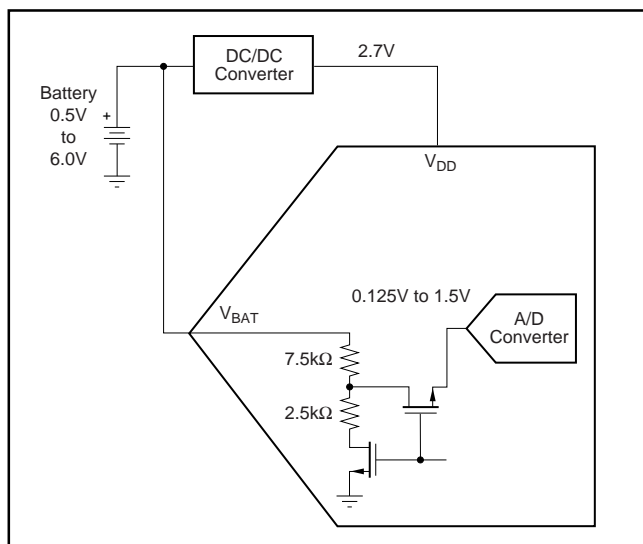 DC/DC
Converter
2.7V
Battery
0.5V
to
6.0V
+
V_DD
0.125V to 1.5V
V_BAT
A/D
Converter
7.5kΩ
2.5kΩ